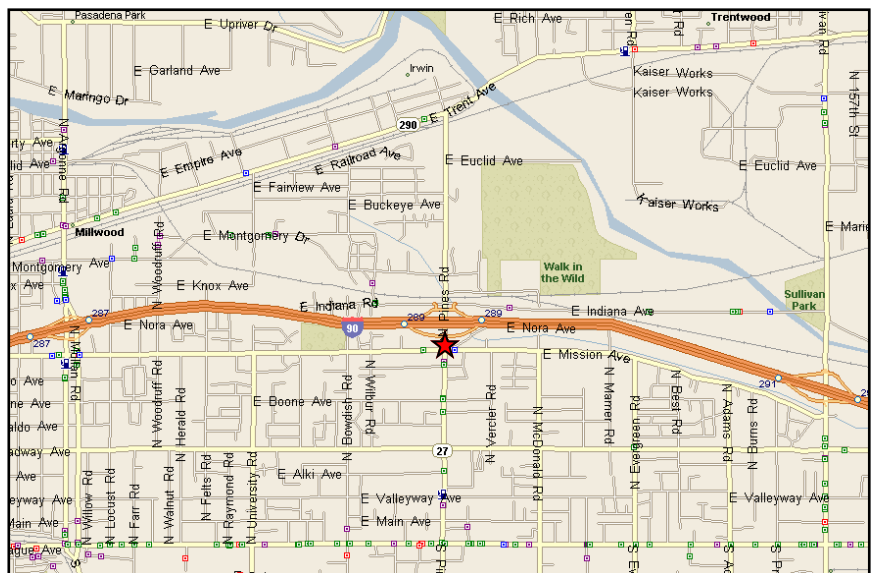 Pasadena Park
E Upriver Dr
E Rich Ave
Trentwood
E Garland Ave
Irwin
Kaiser Works
Kaiser Works
E Maringo Dr
E Trent Ave
N 157th St
290
N Argonne Rd
E Empire Ave
E Railroad Ave
E Euclid Ave
E Euclid Ave
E Fairview Ave
E Buckeye Ave
Kaiser Works
Millwood
E Montgomery Dr
N Woodruff Rd
Montgomery Ave
Walk in
the Wild
E Knox Ave
N Pines Rd
E Indiana Rd
E Indiana Ave
Sullivan
Park
287
E Nora Ave
90
289
289
E Nora Ave
287
N Mullan Rd
E Mission Ave
291
N Woodruff Rd
N Herald Rd
E Boone Ave
N Bowdish Rd
N Wilbur Rd
N Vercler Rd
N McDonald Rd
N Mamer Rd
N Evergreen Rd
N Best Rd
N Adams Rd
N Burns Rd
27
E Alki Ave
N Willow Rd
N Locust Rd
N Farr Rd
N Walnut Rd
N Felts Rd
N Raymond Rd
N University Rd
E Valleyway Ave
E Valleyway Ave
E Main Ave
Main Ave